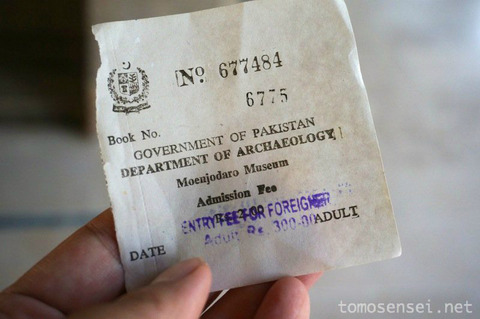 No 677484
6775
Book No.
GOVERNMENT OF PAKISTAN
DEPARTMENT OF ARCHAEOLOGY,
Moenjodaro Museum
Admission Fee
ENTRY FEE FOR FOREIGNER
ADULT
Adult Rs. 300.00
DATE
tomosensei.net